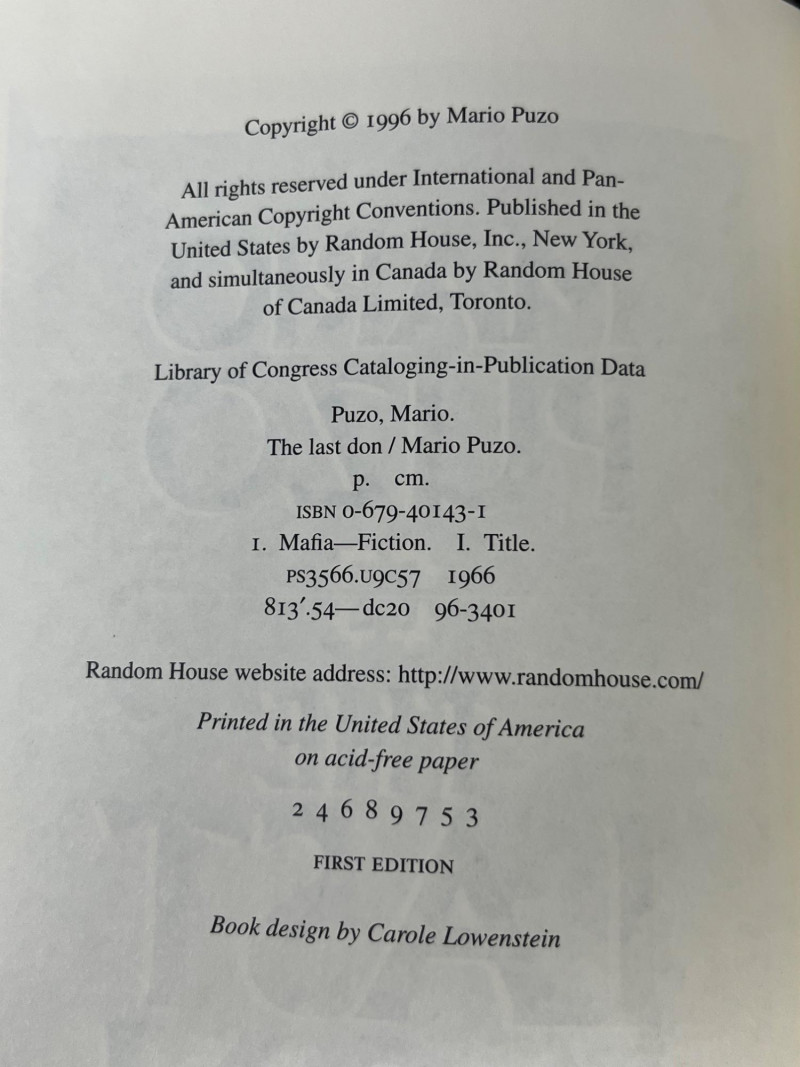 Copyright © 1996 by Mario Puzo
All rights reserved under International and Pan-
American Copyright Conventions. Published in the
United States by Random House, Inc., New York,
and simultaneously in Canada by Random House
of Canada Limited, Toronto.
Library of Congress Cataloging-in-Publication Data
Puzo, Mario.
The last don / Mario Puzo.
p. cm.
ISBN 0-679-40143-1
1. Mafia—Fiction. I. Title.
PS3566.U9C57 1966
813′.54—dc20 96-3401
Random House website address: http://www.randomhouse.com/
Printed in the United States of America
on acid-free paper
2 4 6 8 9 7 5 3
FIRST EDITION
Book design by Carole Lowenstein